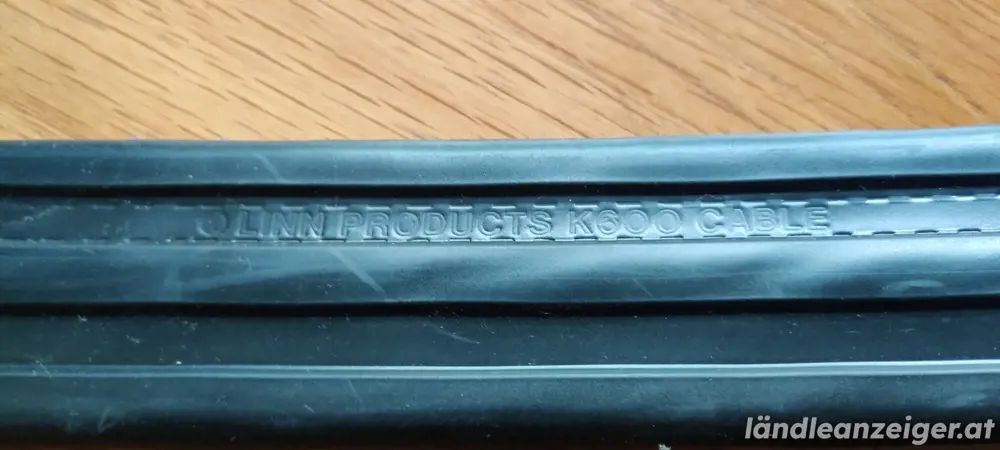 LINN PRODUCTS K600 CABLE
ländleanzeiger.at